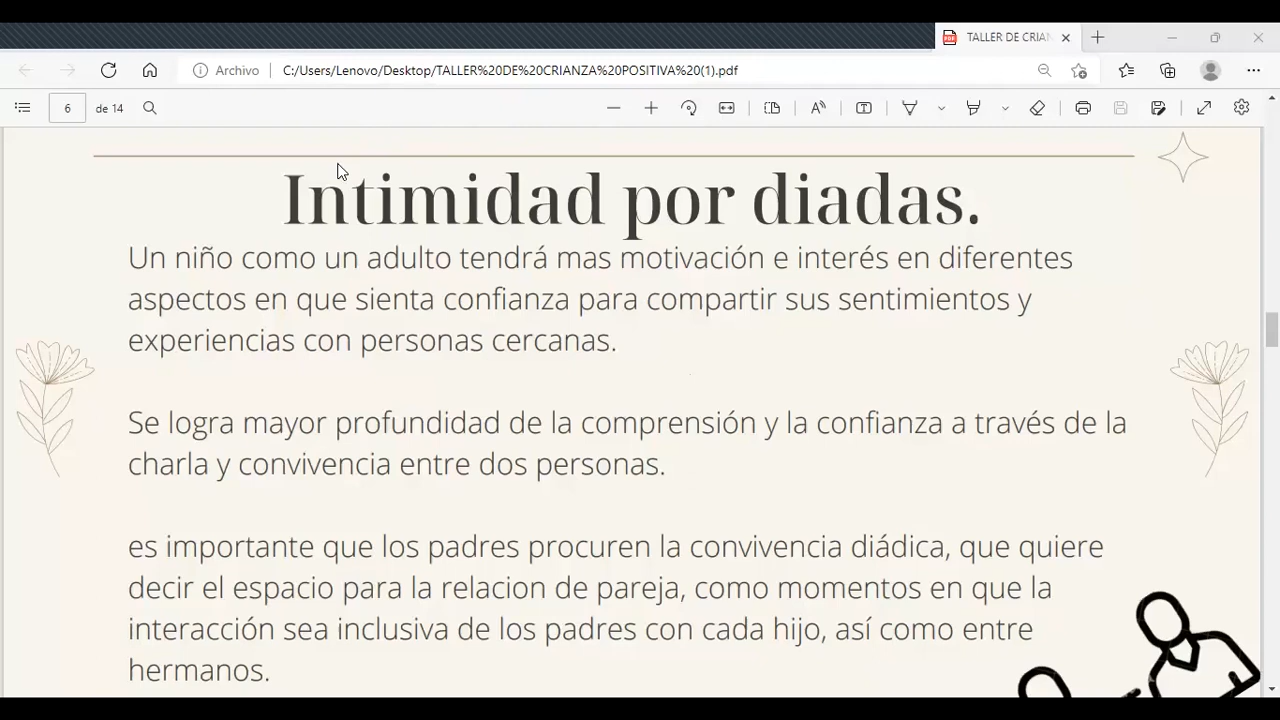 TALLER DE CRIAN
Archivo
C:/Users/Lenovo/Desktop/TALLER%20DE%20CRIANZA%20POSITIVA%20(1).pdf
6 de 14
Intimidad por diadas.
Un niño como un adulto tendrá mas motivación e interés en diferentes
aspectos en que sienta confianza para compartir sus sentimientos y
experiencias con personas cercanas.
Se logra mayor profundidad de la comprensión y la confianza a través de la
charla y convivencia entre dos personas.
es importante que los padres procuren la convivencia diádica, que quiere
decir el espacio para la relacion de pareja, como momentos en que la
interacción sea inclusiva de los padres con cada hijo, así como entre
hermanos.